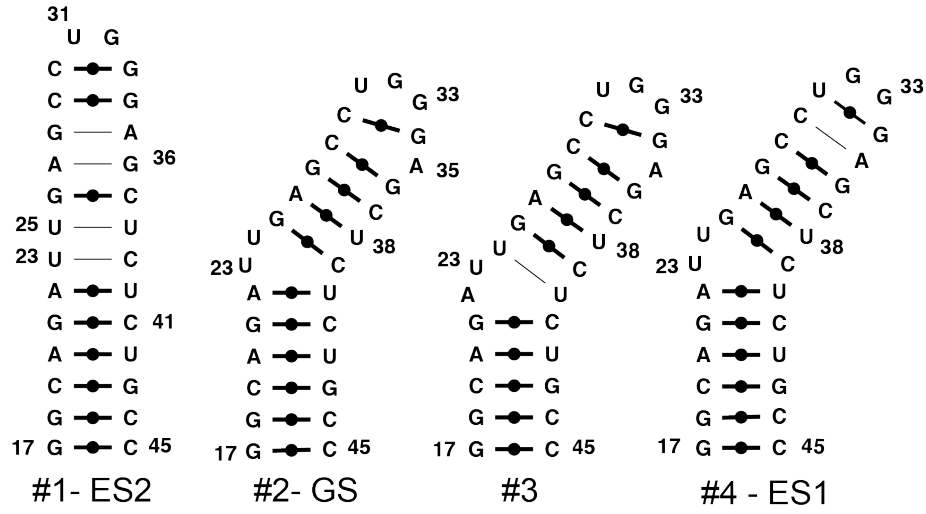 31
U G
C G
C G
G A
A G 36
G C
25 U U
23 U C
A U
G C 41
A U
C G
G C
17 G C 45
#1- ES2
U G
G 33
C G
C A 35
G G
A C
G U 38
U C
23 U
A U
G C
A U
C G
G C
17 G C 45
#2- GS
U G
G 33
C G
C A
G G
A C
G U 38
U C
23 U
A U
G C
A U
C G
G C
17 G C 45
#3
G
U G 33
C G
C A
G G
A C
G U 38
U C
23 U
A U
G C
A U
C G
G C
17 G C 45
#4 - ES1